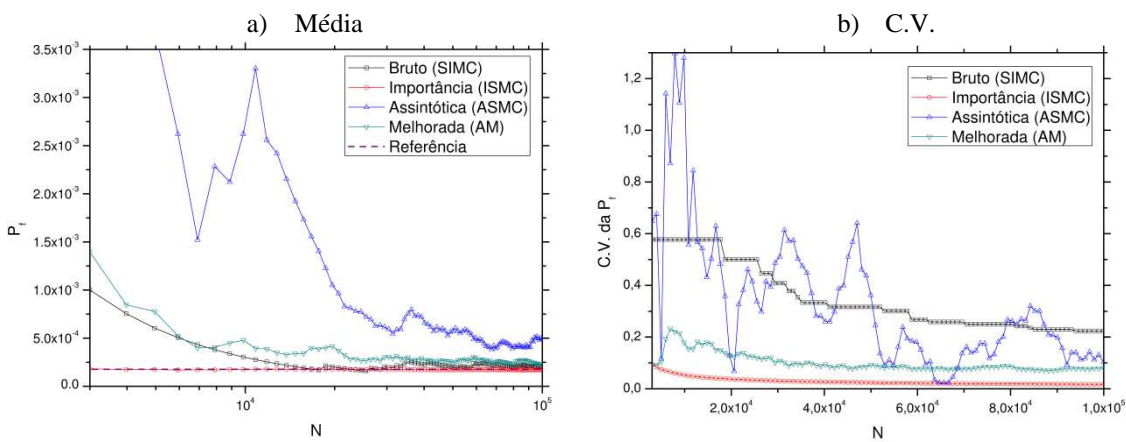 a) Média
b) C.V.
3.5x10⁻³
3.0x10⁻³
2.5x10⁻³
2.0x10⁻³
1.5x10⁻³
1.0x10⁻³
5.0x10⁻⁴
0.0
P_f
10⁴
10⁵
N
Bruto (SIMC)
Importância (ISMC)
Assintótica (ASMC)
Melhorada (AM)
Referência
1,2
1,0
0,8
0,6
0,4
0,2
0,0
C.V. da P_f
2,0x10⁴
4,0x10⁴
6,0x10⁴
8,0x10⁴
1,0x10⁵
N
Bruto (SIMC)
Importância (ISMC)
Assintótica (ASMC)
Melhorada (AM)